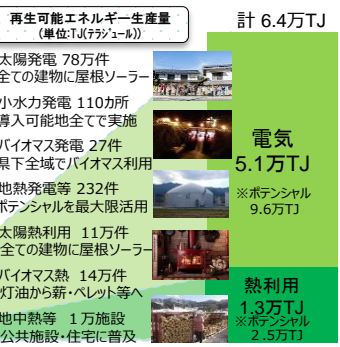 再生可能エネルギー生産量
(単位:TJ(テラジュール))
計 6.4万TJ
太陽発電 78万件
全ての建物に屋根ソーラー
小水力発電 110カ所
導入可能地全てで実施
バイオマス発電 27件
県下全域でバイオマス利用
地熱発電等 232件
ポテンシャルを最大限活用
太陽熱利用 11万件
全ての建物に屋根ソーラー
バイオマス熱 14万件
灯油から薪・ペレット等へ
地中熱等 1万施設
公共施設・住宅に普及
電気
5.1万TJ
※ポテンシャル
9.6万TJ
熱利用
1.3万TJ
※ポテンシャル
2.5万TJ